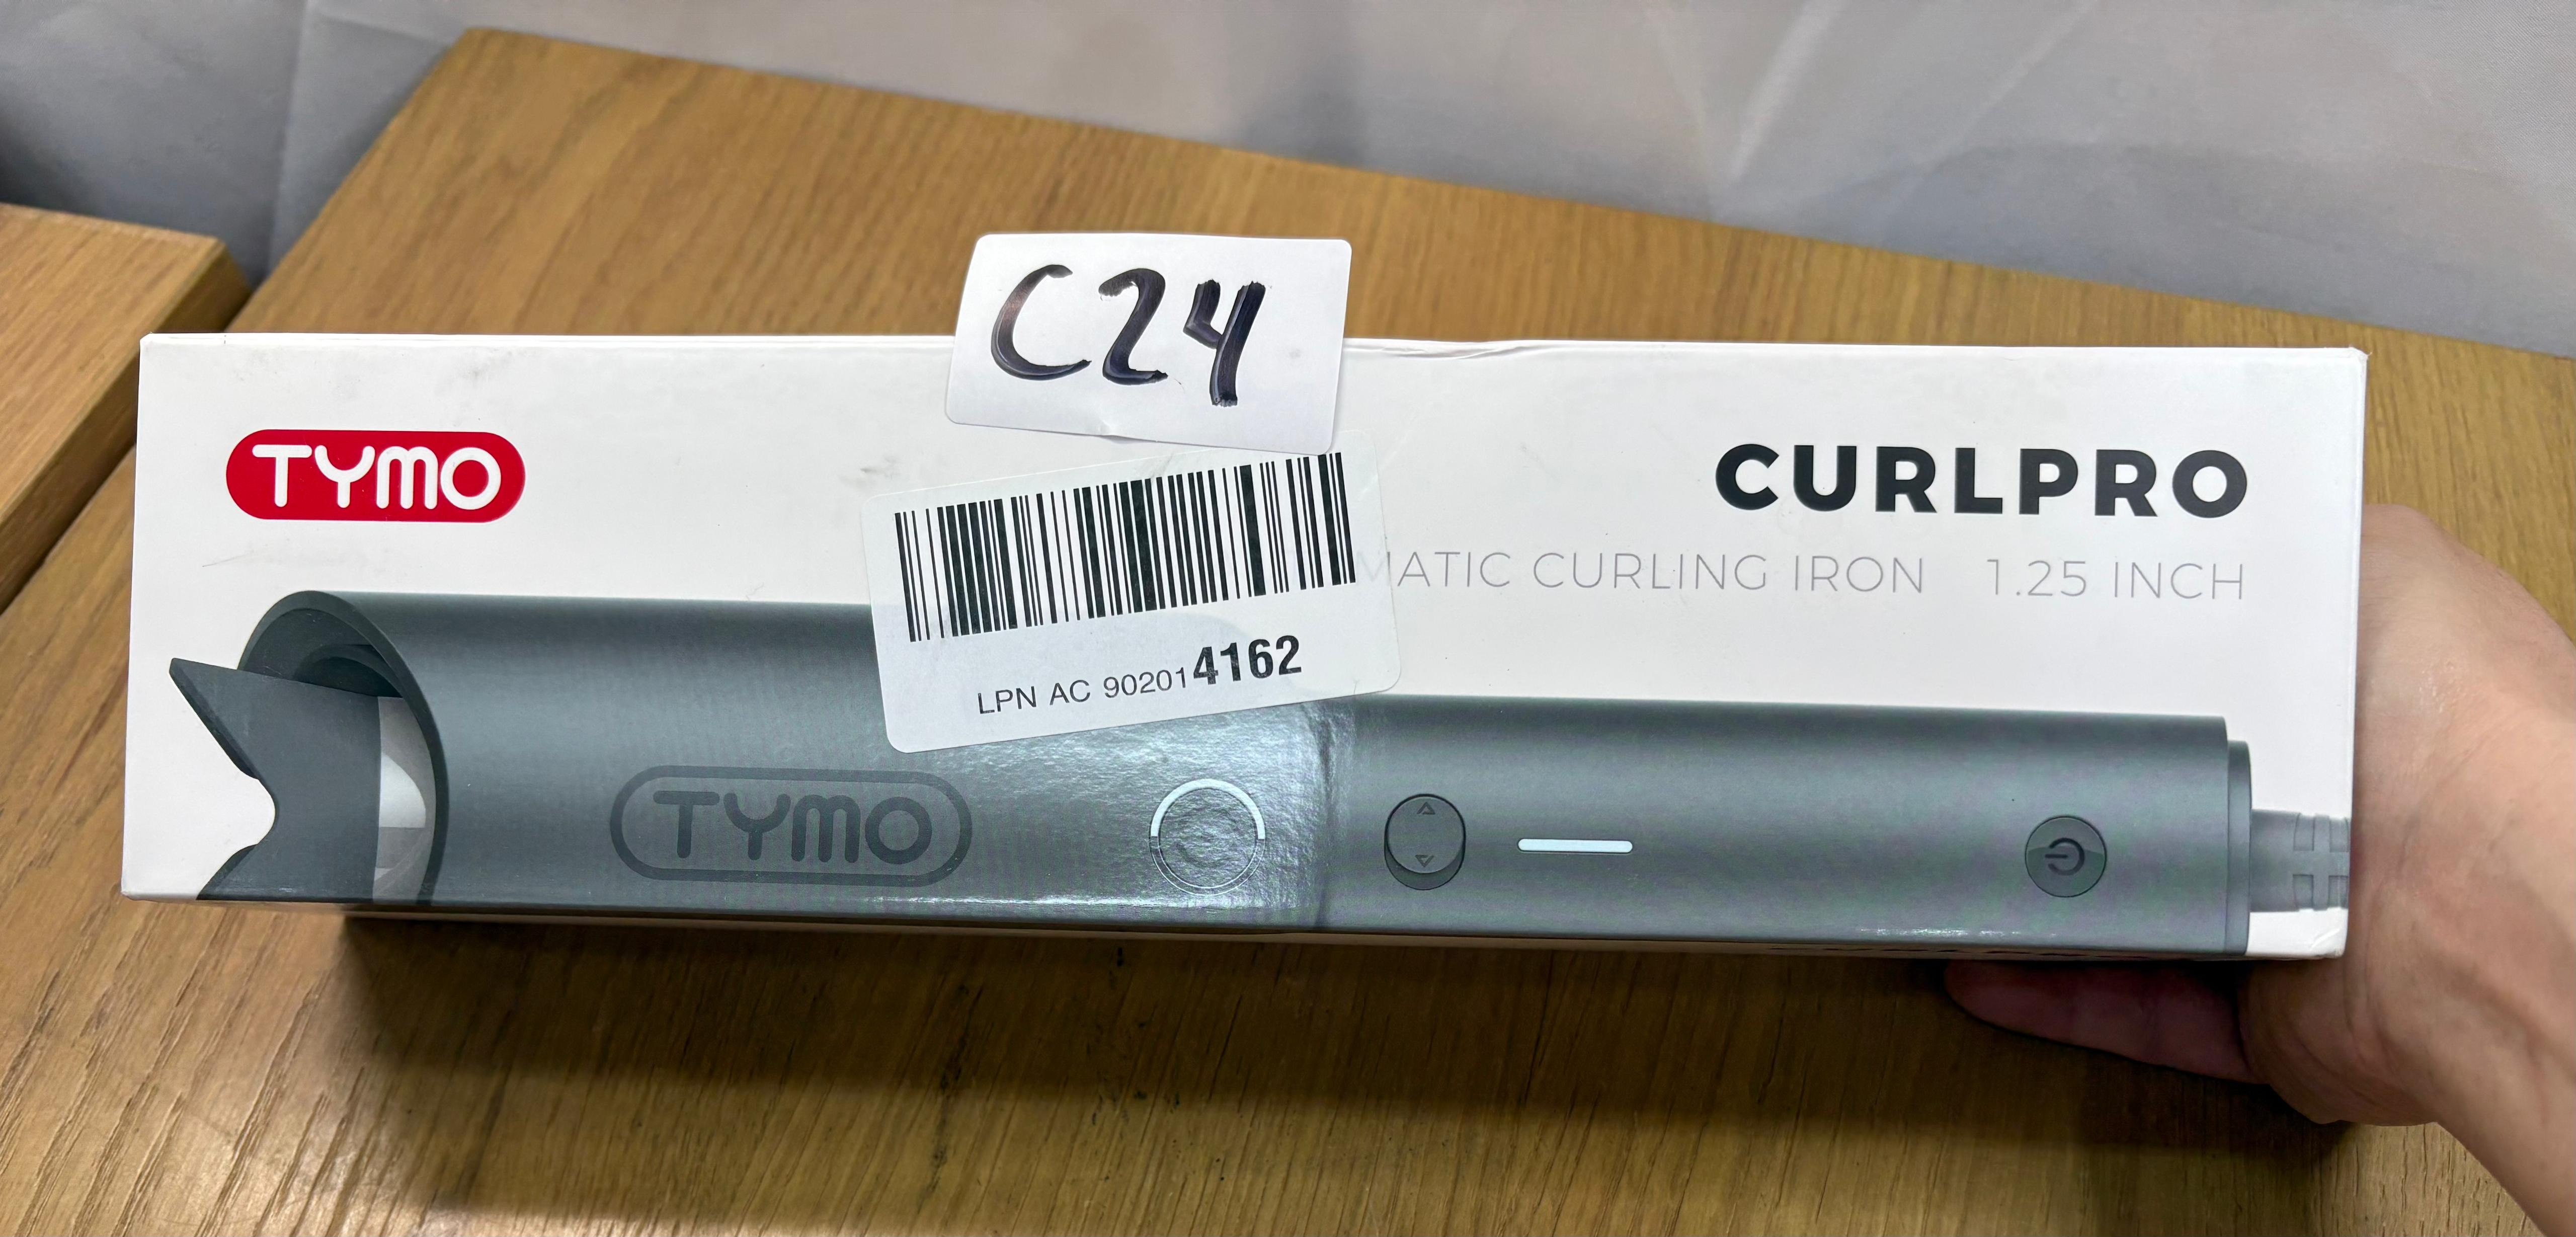 C24
TYMO
CURLPRO
MATIC CURLING IRON 1.25 INCH
LPN AC 902014162
TYMO